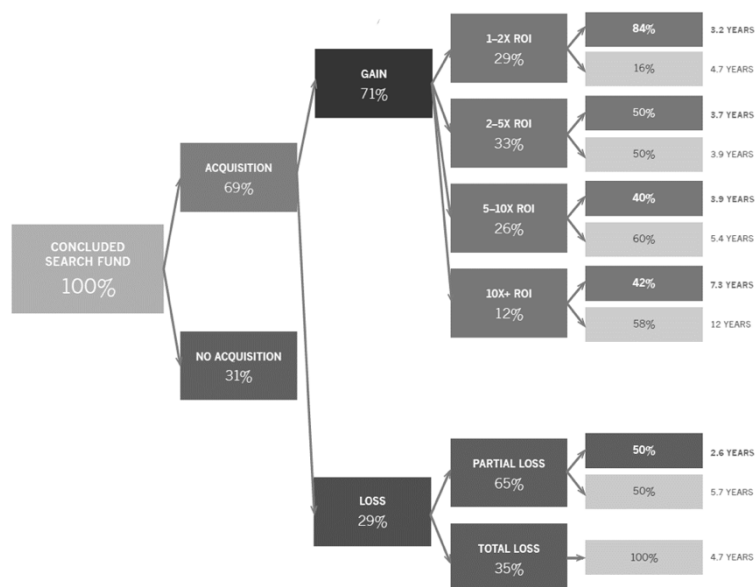 CONCLUDED
SEARCH FUND
100%
ACQUISITION
69%
NO ACQUISITION
31%
GAIN
71%
LOSS
29%
1–2X ROI
29%
84%
3.2 YEARS
16%
4.7 YEARS
2–5X ROI
33%
50%
3.7 YEARS
50%
3.9 YEARS
5–10X ROI
26%
40%
3.9 YEARS
60%
5.4 YEARS
10X+ ROI
12%
42%
7.3 YEARS
58%
12 YEARS
PARTIAL LOSS
65%
50%
2.6 YEARS
50%
5.7 YEARS
TOTAL LOSS
35%
100%
4.7 YEARS